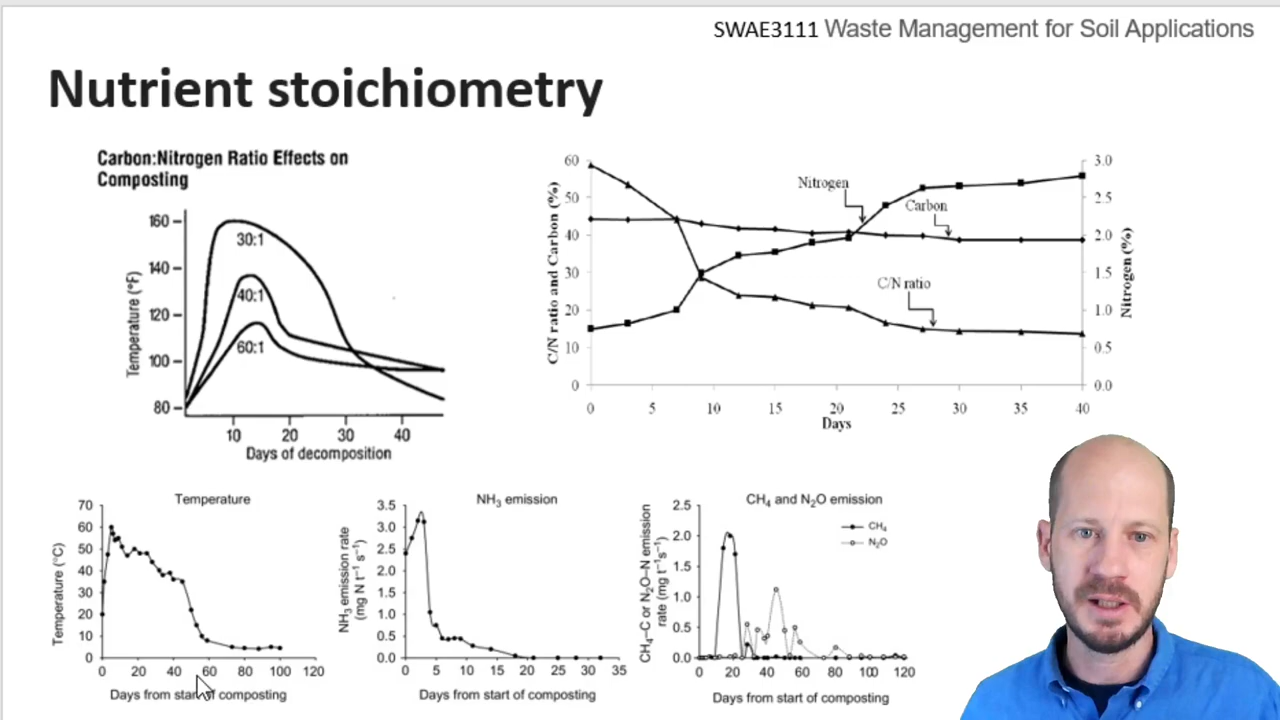 SWAE3111 Waste Management for Soil Applications
Nutrient stoichiometry
Carbon:Nitrogen Ratio Effects on
Composting
160
140
120
100
80
Temperature (°F)
30:1
40:1
60:1
10 20 30 40
Days of decomposition
60
50
40
30
20
10
0
C/N ratio and Carbon (%)
Nitrogen
Carbon
C/N ratio
3.0
2.5
2.0
1.5
1.0
0.5
0.0
Nitrogen (%)
0 5 10 15 20 25 30 35 40
Days
Temperature
70
60
50
40
30
20
10
0
Temperature (°C)
0 20 40 60 80 100 120
Days from start of composting
NH₃ emission
3.5
3.0
2.5
2.0
1.5
1.0
0.5
0.0
NH₃ emission rate
(mg N t⁻¹ s⁻¹)
0 5 10 15 20 25 30 35
Days from start of composting
CH₄ and N₂O emission
2.5
2.0
1.5
1.0
0.5
0.0
CH₄–C or N₂O–N emission
rate (mg t⁻¹ s⁻¹)
CH₄
N₂O
0 20 40 60 80 100 120
Days from start of composting